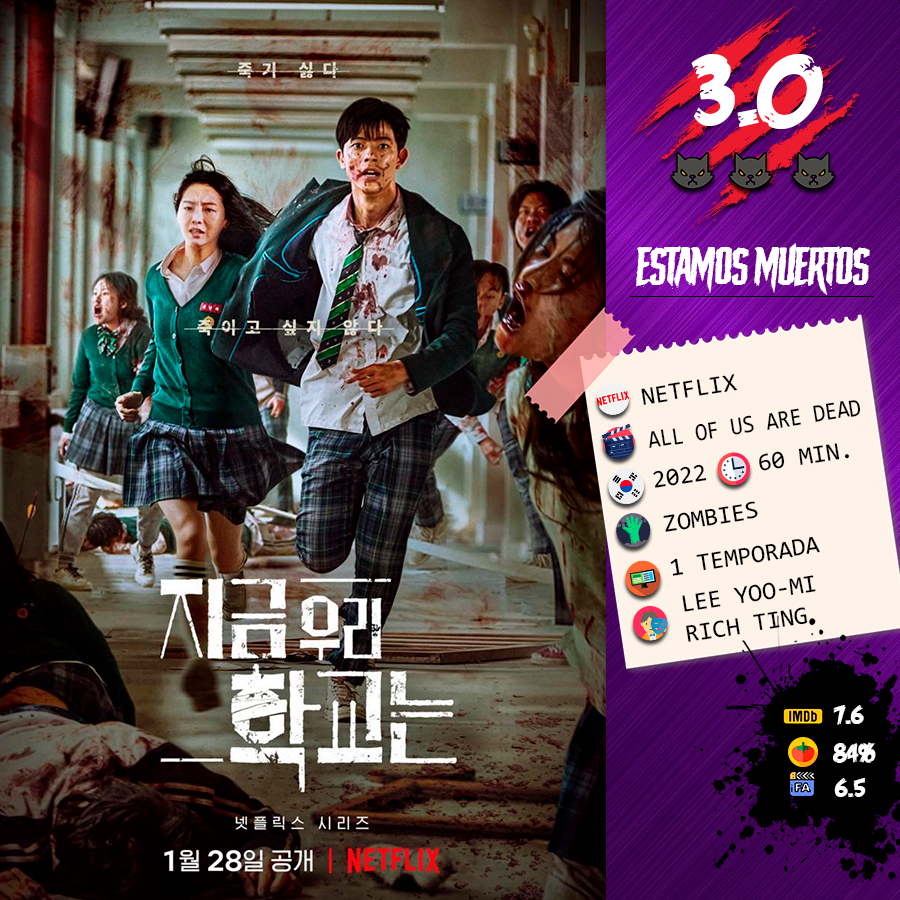 죽기 싫다
죽이고 싶지 않다
지금 우리
학교는
넷플릭스 시리즈
1월 28일 공개 | NETFLIX
3.0
ESTAMOS MUERTOS
NETFLIX NETFLIX
ALL OF US ARE DEAD
2022 60 MIN.
ZOMBIES
1 TEMPORADA
LEE YOO-MI
RICH TING.
IMDb 7.6
84%
FA 6.5